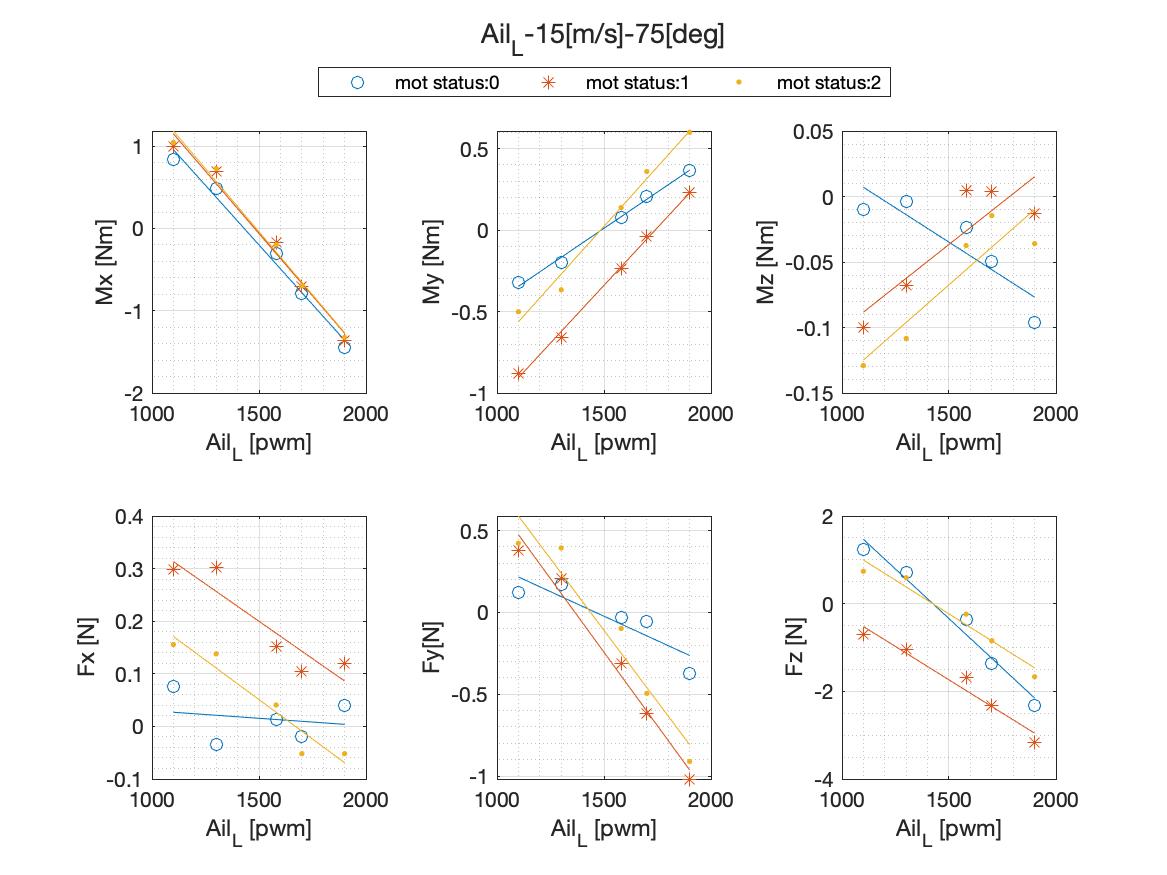 Ail_L-15[m/s]-75[deg]
mot status:0 mot status:1 mot status:2
1
0
-1
-2
Mx [Nm]
1000 1500 2000
Ail_L [pwm]
0.5
0
-0.5
-1
My [Nm]
1000 1500 2000
Ail_L [pwm]
0.05
0
-0.05
-0.1
-0.15
Mz [Nm]
1000 1500 2000
Ail_L [pwm]
0.4
0.3
0.2
0.1
0
-0.1
Fx [N]
1000 1500 2000
Ail_L [pwm]
0.5
0
-0.5
-1
Fy[N]
1000 1500 2000
Ail_L [pwm]
2
0
-2
-4
Fz [N]
1000 1500 2000
Ail_L [pwm]